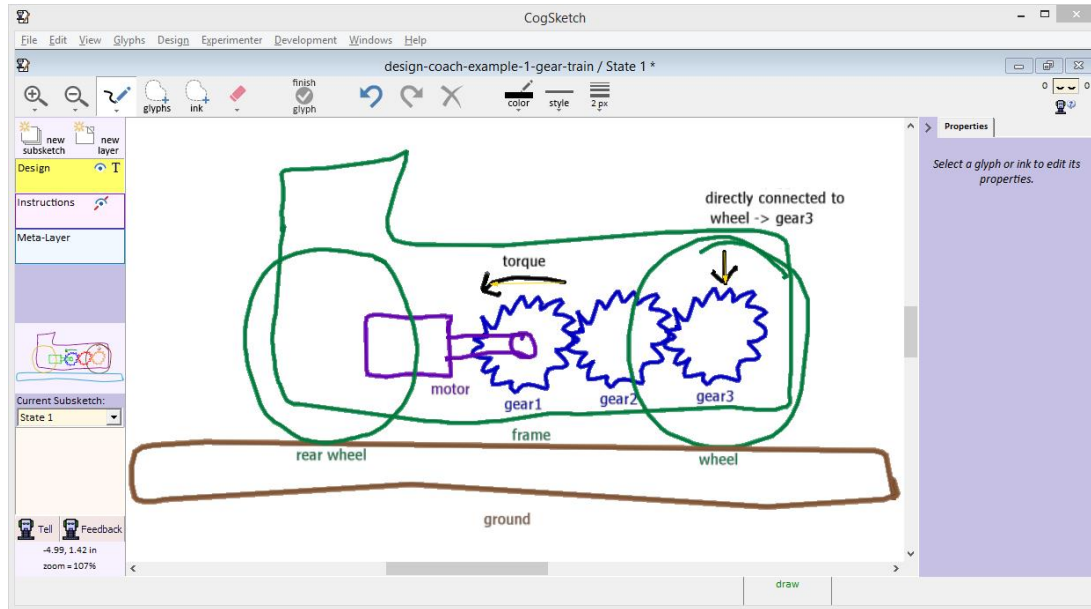 CogSketch
File Edit View Glyphs Design Experimenter Development Windows Help
design-coach-example-1-gear-train / State 1 *
glyphs
ink
finish
glyph
color
style
2 px
0
0
new
subsketch
new
layer
Design
T
Instructions
Meta-Layer
Current Subsketch:
State 1
Tell
Feedback
-4.99, 1.42 in
zoom = 107%
directly connected to
wheel -> gear3
torque
motor
gear1
gear2
gear3
frame
rear wheel
wheel
ground
Properties
Select a glyph or ink to edit its
properties.
draw